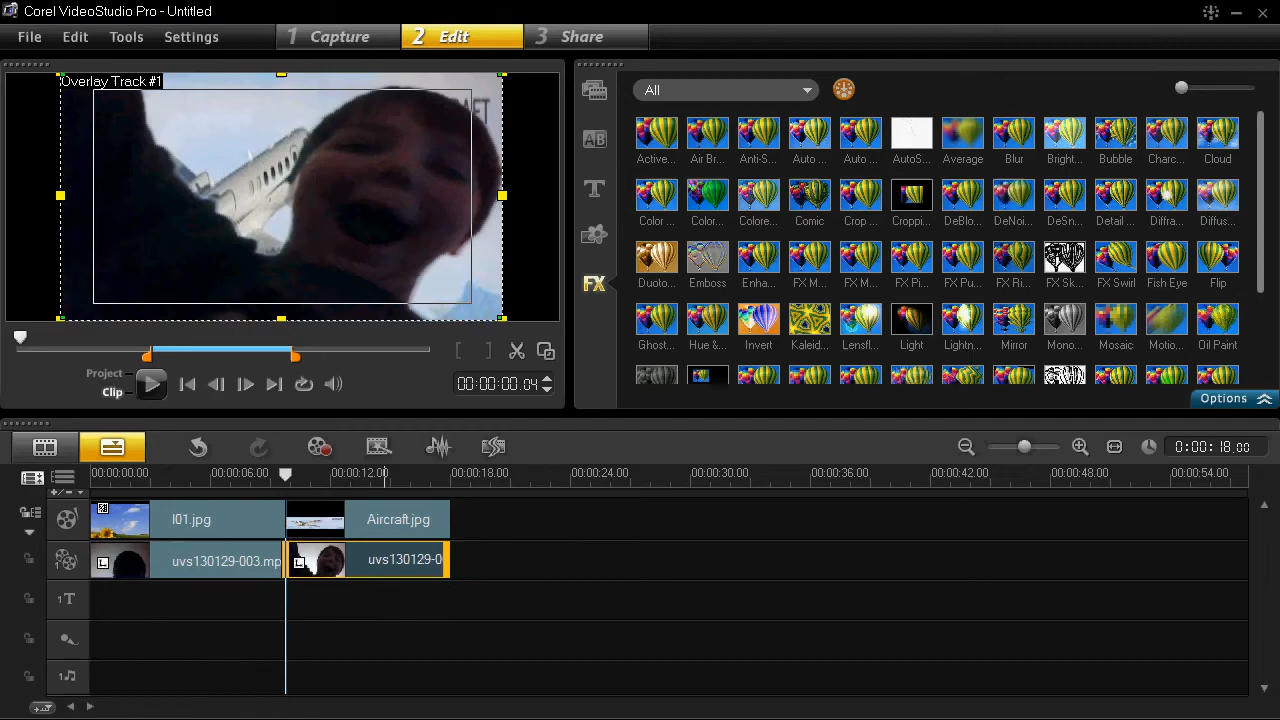 Corel VideoStudio Pro - Untitled
File Edit Tools Settings 1 Capture 2 Edit 3 Share
Overlay Track #1
All
Active... Air Br... Anti-S... Auto ... Auto ... AutoS... Average Blur Bright... Bubble Charc... Cloud
Color ... Color... Colore... Comic Crop ... Croppi... DeBlo... DeNoi... DeSn... Detail ... Diffra... Diffus...
Duoto... Emboss Enha... FX M... FX M... FX Pi... FX Pu... FX Ri... FX Sk... FX Swirl Fish Eye Flip
Ghost... Hue &... Invert Kaleid... Lensfl... Light Lightn... Mirror Mono... Mosaic Motio... Oil Paint
AB
T
FX
Project
Clip
00:00:00.04
Options
0:00:18.00
00:00:00.00 00:00:06.00 00:00:12.00 00:00:18.00 00:00:24.00 00:00:30.00 00:00:36.00 00:00:42.00 00:00:48.00 00:00:54.00
I01.jpg Aircraft.jpg
uvs130129-003.mp uvs130129-0
1T
1